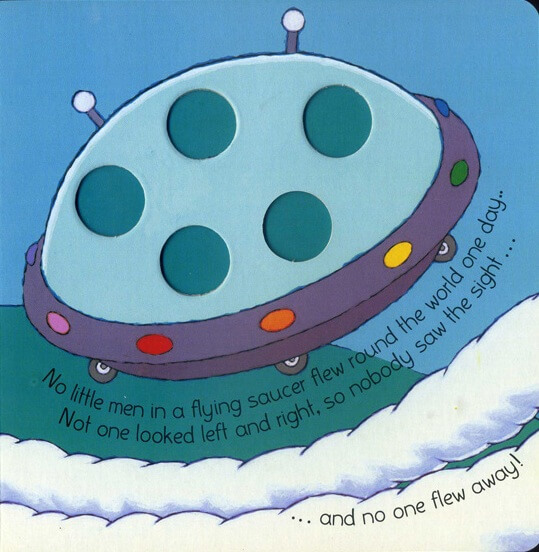 No little men in a flying saucer flew round the world one day..
Not one looked left and right, so nobody saw the sight...
... and no one flew away!